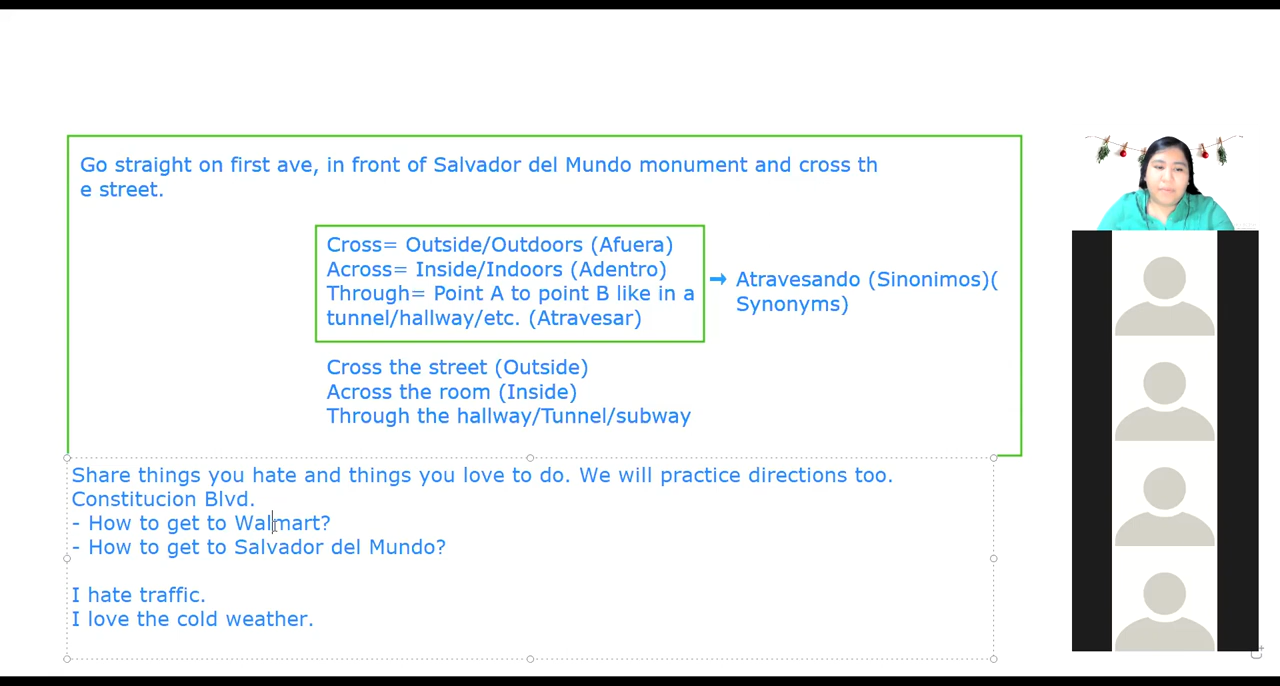 Go straight on first ave, in front of Salvador del Mundo monument and cross th
e street.
Cross= Outside/Outdoors (Afuera)
Across= Inside/Indoors (Adentro)
Through= Point A to point B like in a
tunnel/hallway/etc. (Atravesar)
Atravesando (Sinonimos)(
Synonyms)
Cross the street (Outside)
Across the room (Inside)
Through the hallway/Tunnel/subway
Share things you hate and things you love to do. We will practice directions too.
Constitucion Blvd.
- How to get to Walmart?
- How to get to Salvador del Mundo?
I hate traffic.
I love the cold weather.